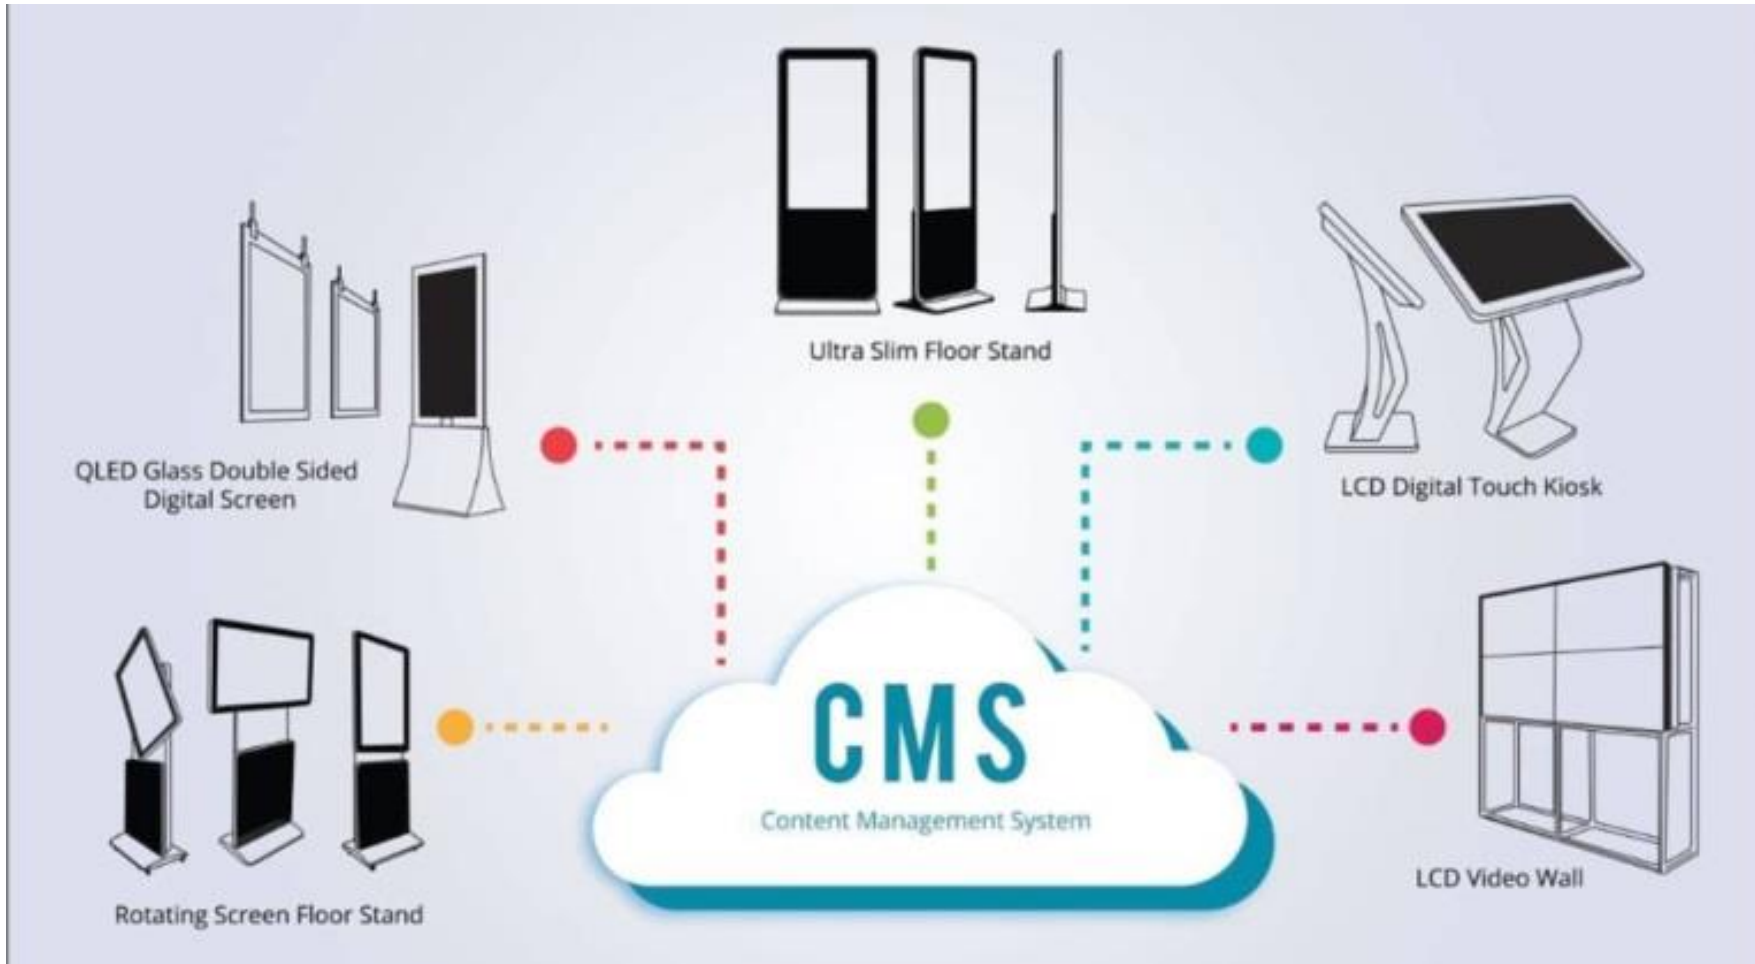 Ultra Slim Floor Stand
QLED Glass Double Sided
Digital Screen
LCD Digital Touch Kiosk
CMS
Content Management System
LCD Video Wall
Rotating Screen Floor Stand